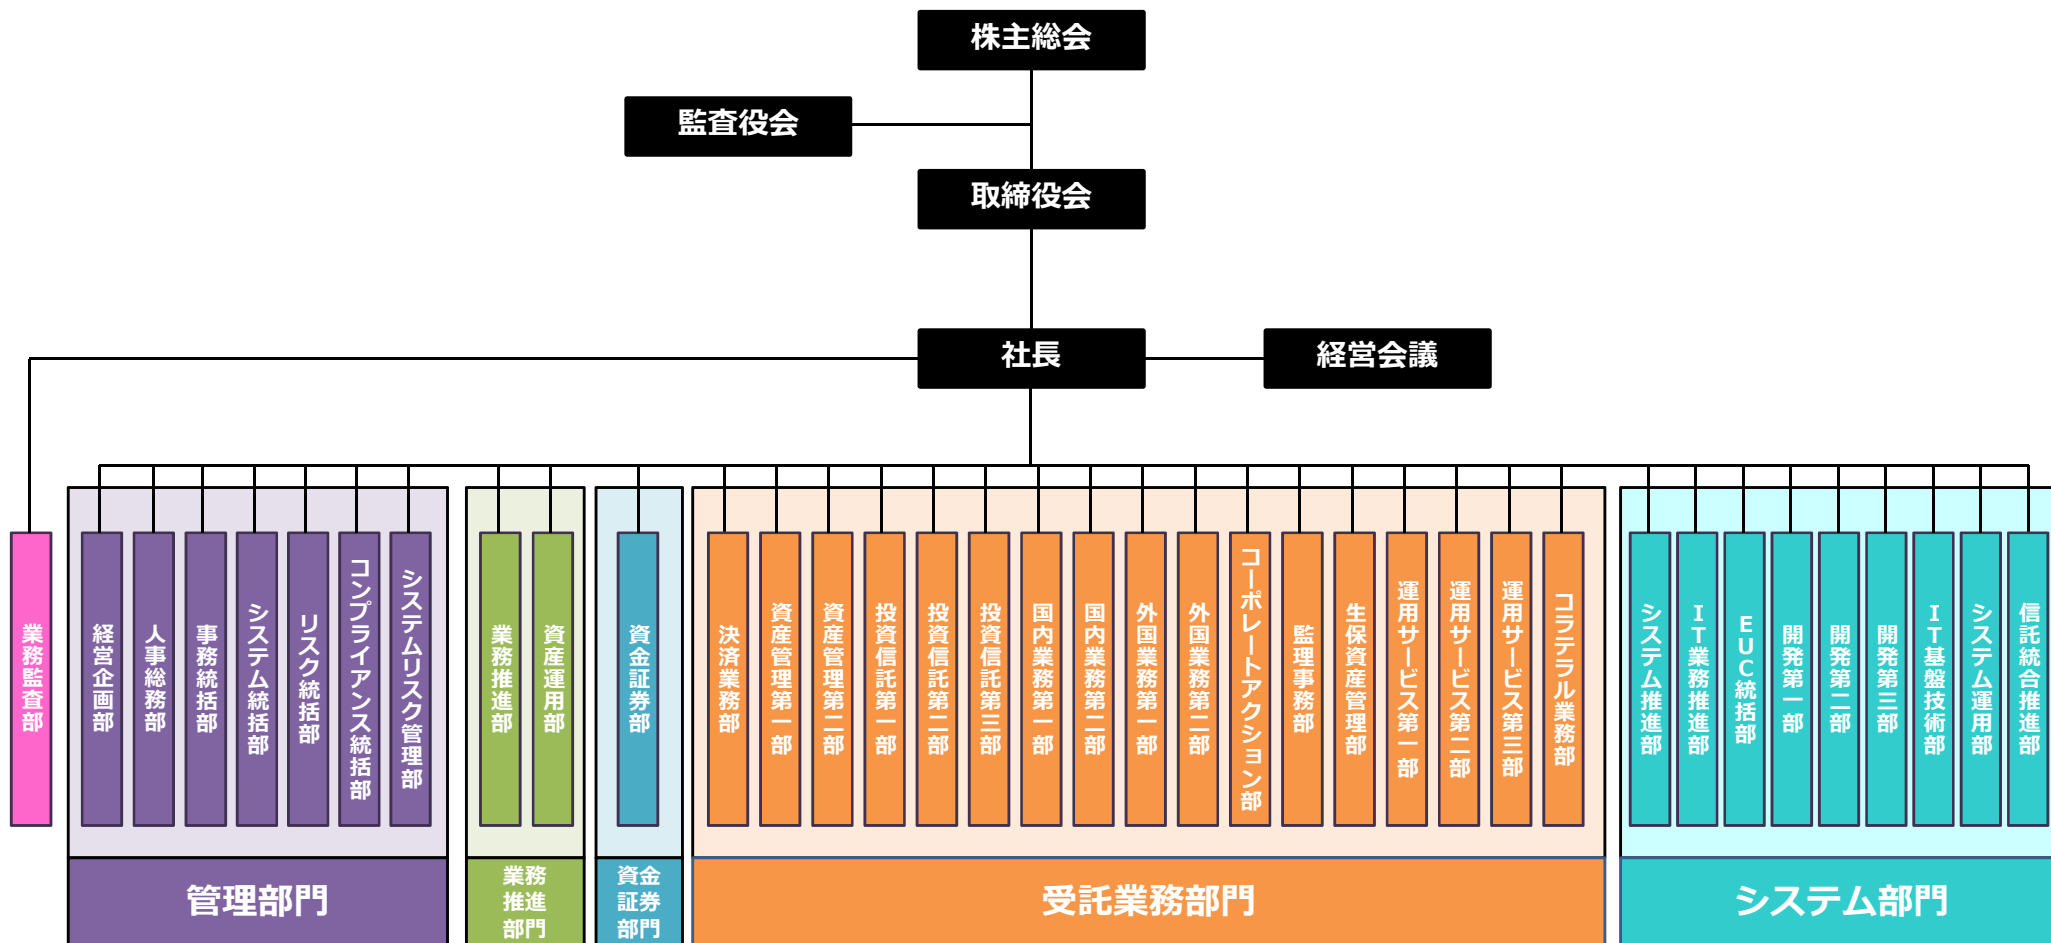 株主総会
監査役会
取締役会
社長
経営会議
業務監査部
経営企画部
人事総務部
事務統括部
システム統括部
リスク統括部
コンプライアンス統括部
システムリスク管理部
業務推進部
資産運用部
資金証券部
決済業務部
資産管理第一部
資産管理第二部
投資信託第一部
投資信託第二部
投資信託第三部
国内業務第一部
国内業務第二部
外国業務第一部
外国業務第二部
コーポレートアクション部
監理事務部
生保資産管理部
運用サービス第一部
運用サービス第二部
運用サービス第三部
コラテラル業務部
システム推進部
IT業務推進部
EUC統括部
開発第一部
開発第二部
開発第三部
IT基盤技術部
システム運用部
信託統合推進部
管理部門
業務
推進
部門
資金
証券
部門
受託業務部門
システム部門